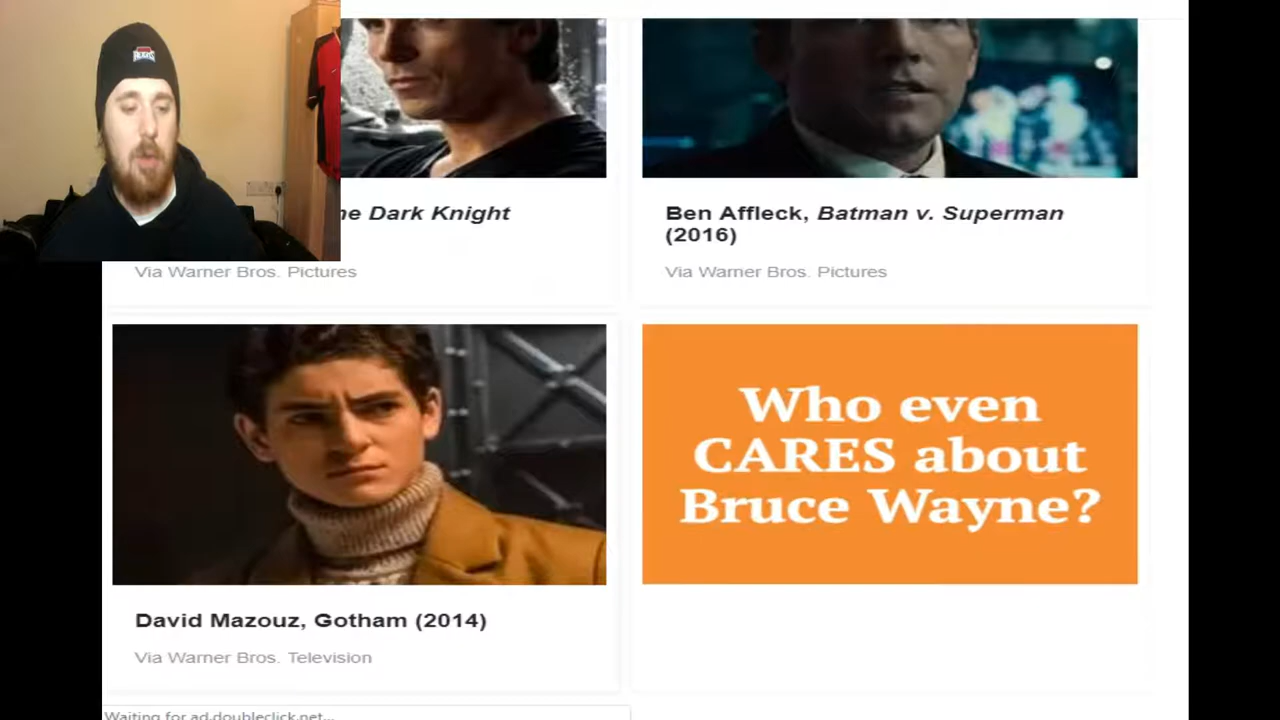 ne Dark Knight
Via Warner Bros. Pictures
Ben Affleck, Batman v. Superman
(2016)
Via Warner Bros. Pictures
David Mazouz, Gotham (2014)
Via Warner Bros. Television
Who even
CARES about
Bruce Wayne?
Waiting for ad.doubleclick.net...